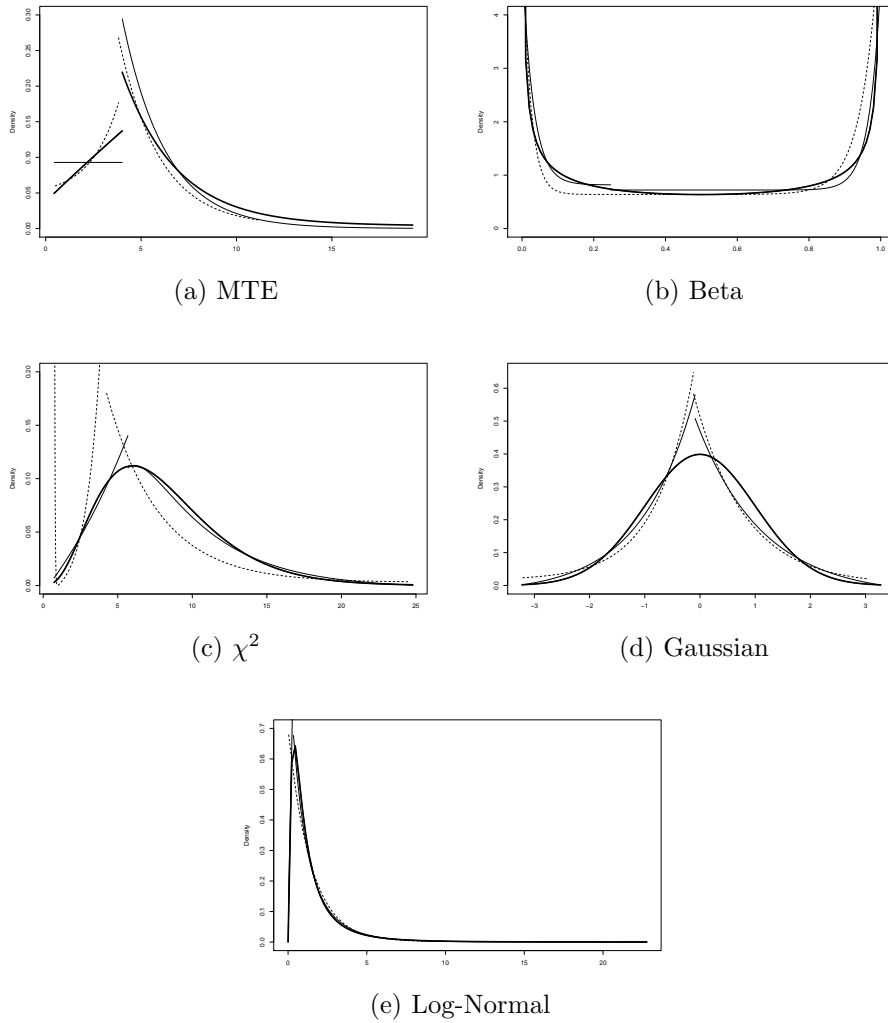 0.30
0.25
0.20
0.15
0.10
0.05
0.00
Density
0 5 10 15
(a) MTE
4
3
2
1
0
Density
0.0 0.2 0.4 0.6 0.8 1.0
(b) Beta
0.20
0.15
0.10
0.05
0.00
Density
0 5 10 15 20 25
(c) χ²
0.6
0.5
0.4
0.3
0.2
0.1
0.0
Density
−3 −2 −1 0 1 2 3
(d) Gaussian
0.7
0.6
0.5
0.4
0.3
0.2
0.1
0.0
Density
0 5 10 15 20
(e) Log-Normal